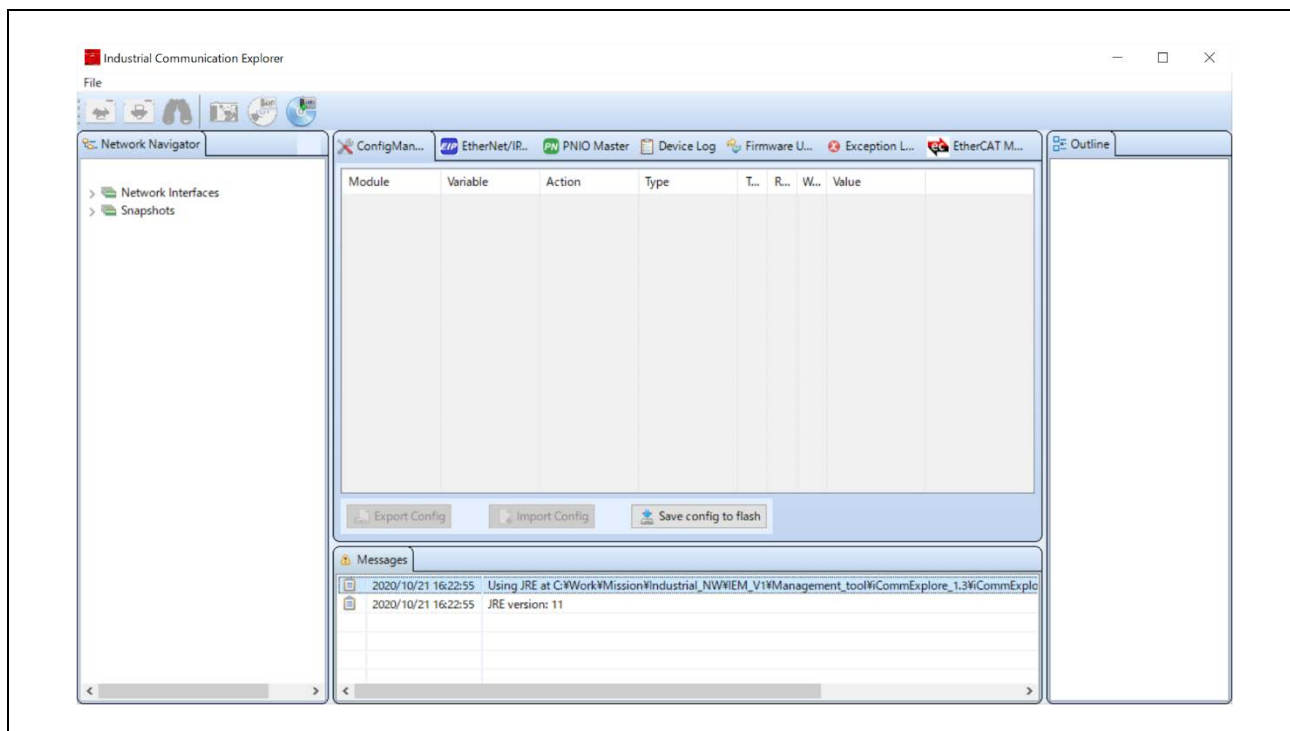 Industrial Communication Explorer
File
Network Navigator
Network Interfaces
Snapshots
ConfigMan... EIP EtherNet/IP... PN PNIO Master Device Log Firmware U... Exception L... EtherCAT M...
Module Variable Action Type T... R... W... Value
Export Config Import Config Save config to flash
Messages
2020/10/21 16:22:55 Using JRE at C:¥Work¥Mission¥Industrial_NW¥IEM_V1¥Management_tool¥iCommExplore_1.3¥iCommExplo
2020/10/21 16:22:55 JRE version: 11
Outline